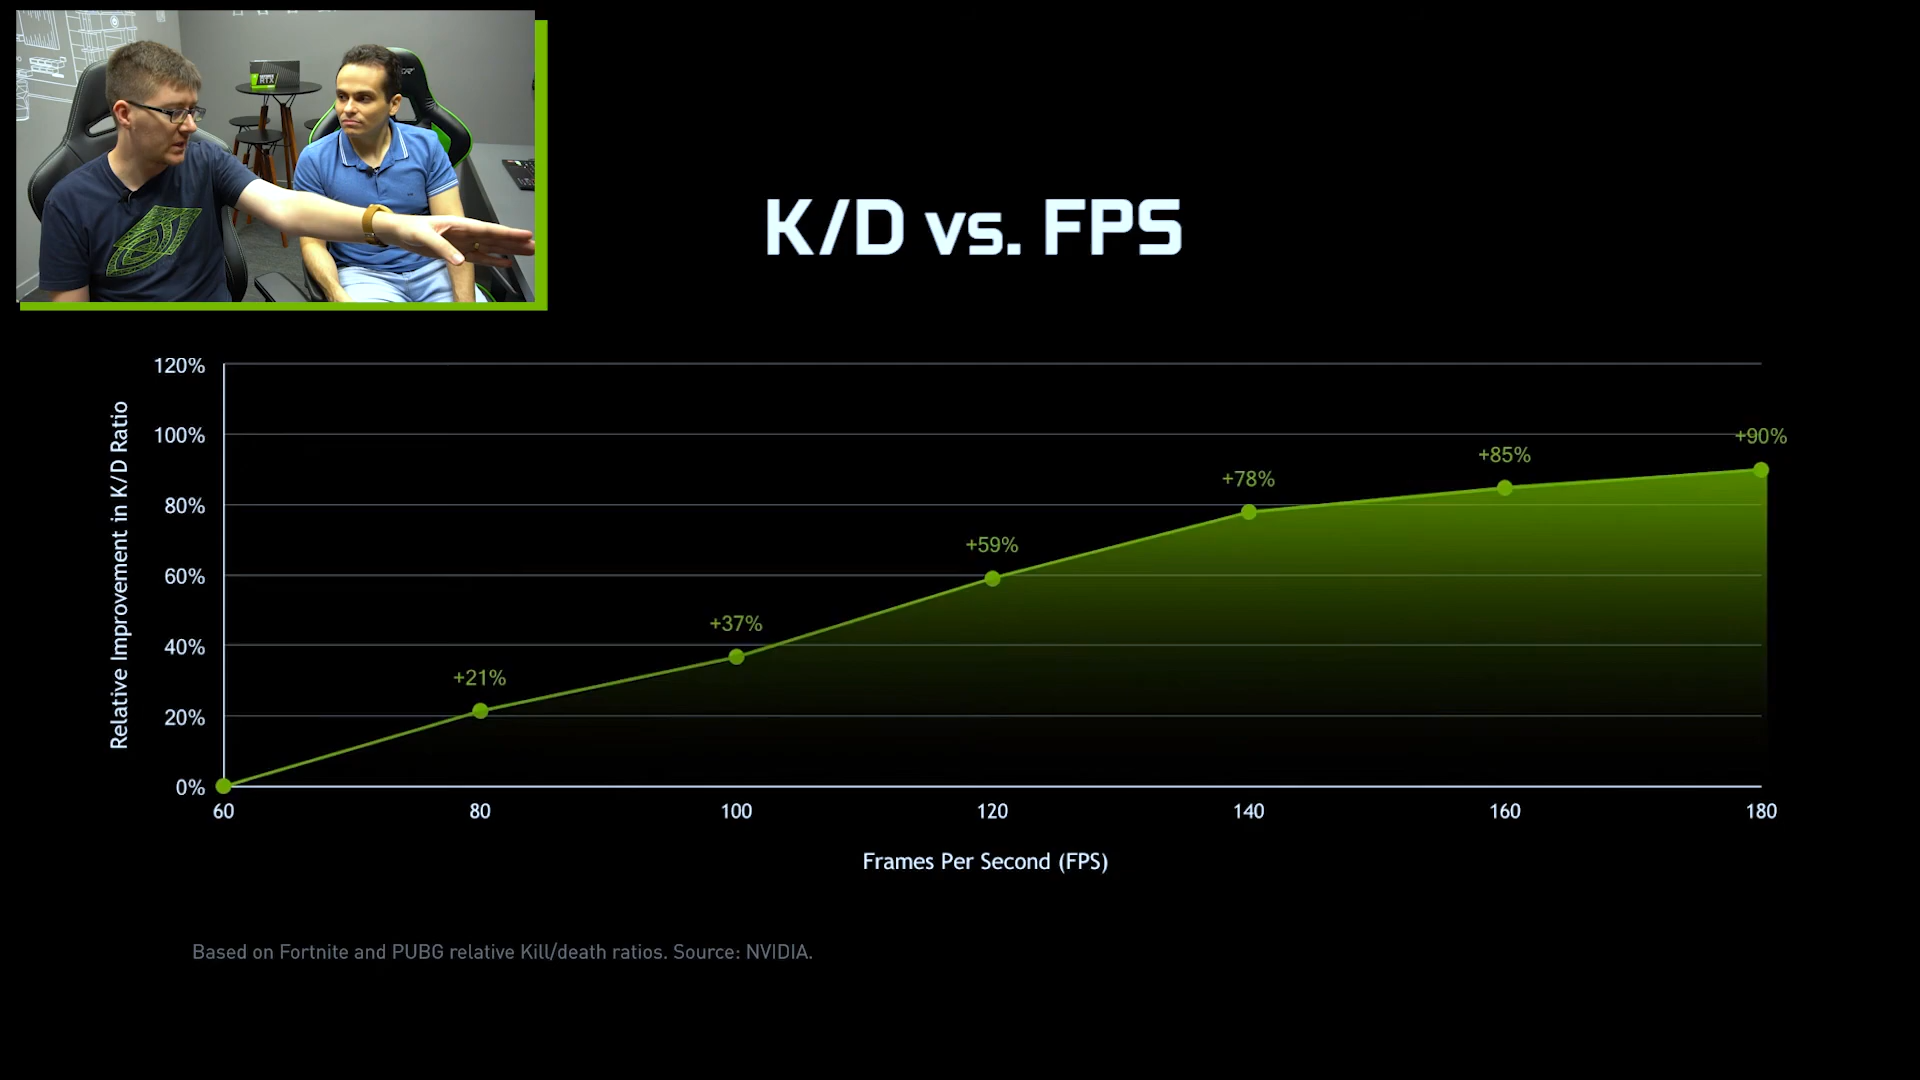 RTX
K/D vs. FPS
Relative Improvement in K/D Ratio
120%
100%
80%
60%
40%
20%
0%
+21%
+37%
+59%
+78%
+85%
+90%
60 80 100 120 140 160 180
Frames Per Second (FPS)
Based on Fortnite and PUBG relative Kill/death ratios. Source: NVIDIA.